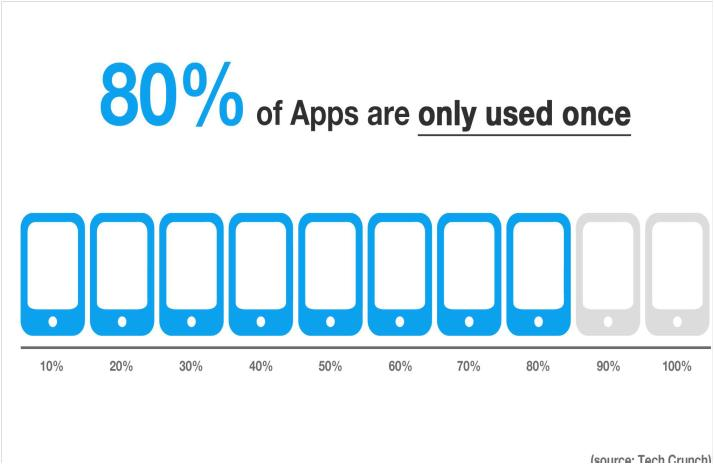 80% of Apps are only used once
10% 20% 30% 40% 50% 60% 70% 80% 90% 100%
(source: Tech Crunch)